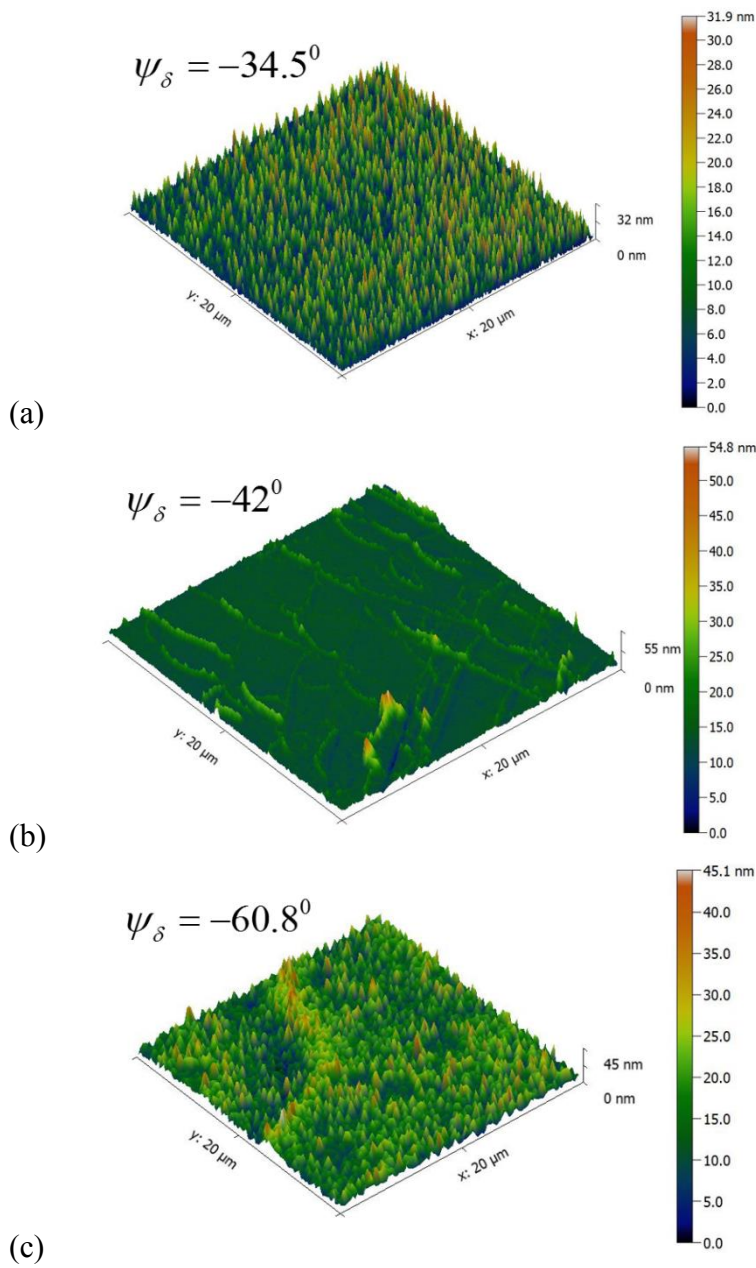 ψ_δ = −34.5⁰
31.9 nm
30.0
28.0
26.0
24.0
22.0
20.0
18.0
16.0
14.0
12.0
10.0
8.0
6.0
4.0
2.0
0.0
32 nm
0 nm
y: 20 µm
x: 20 µm
(a)
ψ_δ = −42⁰
54.8 nm
50.0
45.0
40.0
35.0
30.0
25.0
20.0
15.0
10.0
5.0
0.0
55 nm
0 nm
y: 20 µm
x: 20 µm
(b)
ψ_δ = −60.8⁰
45.1 nm
40.0
35.0
30.0
25.0
20.0
15.0
10.0
5.0
0.0
45 nm
0 nm
y: 20 µm
x: 20 µm
(c)